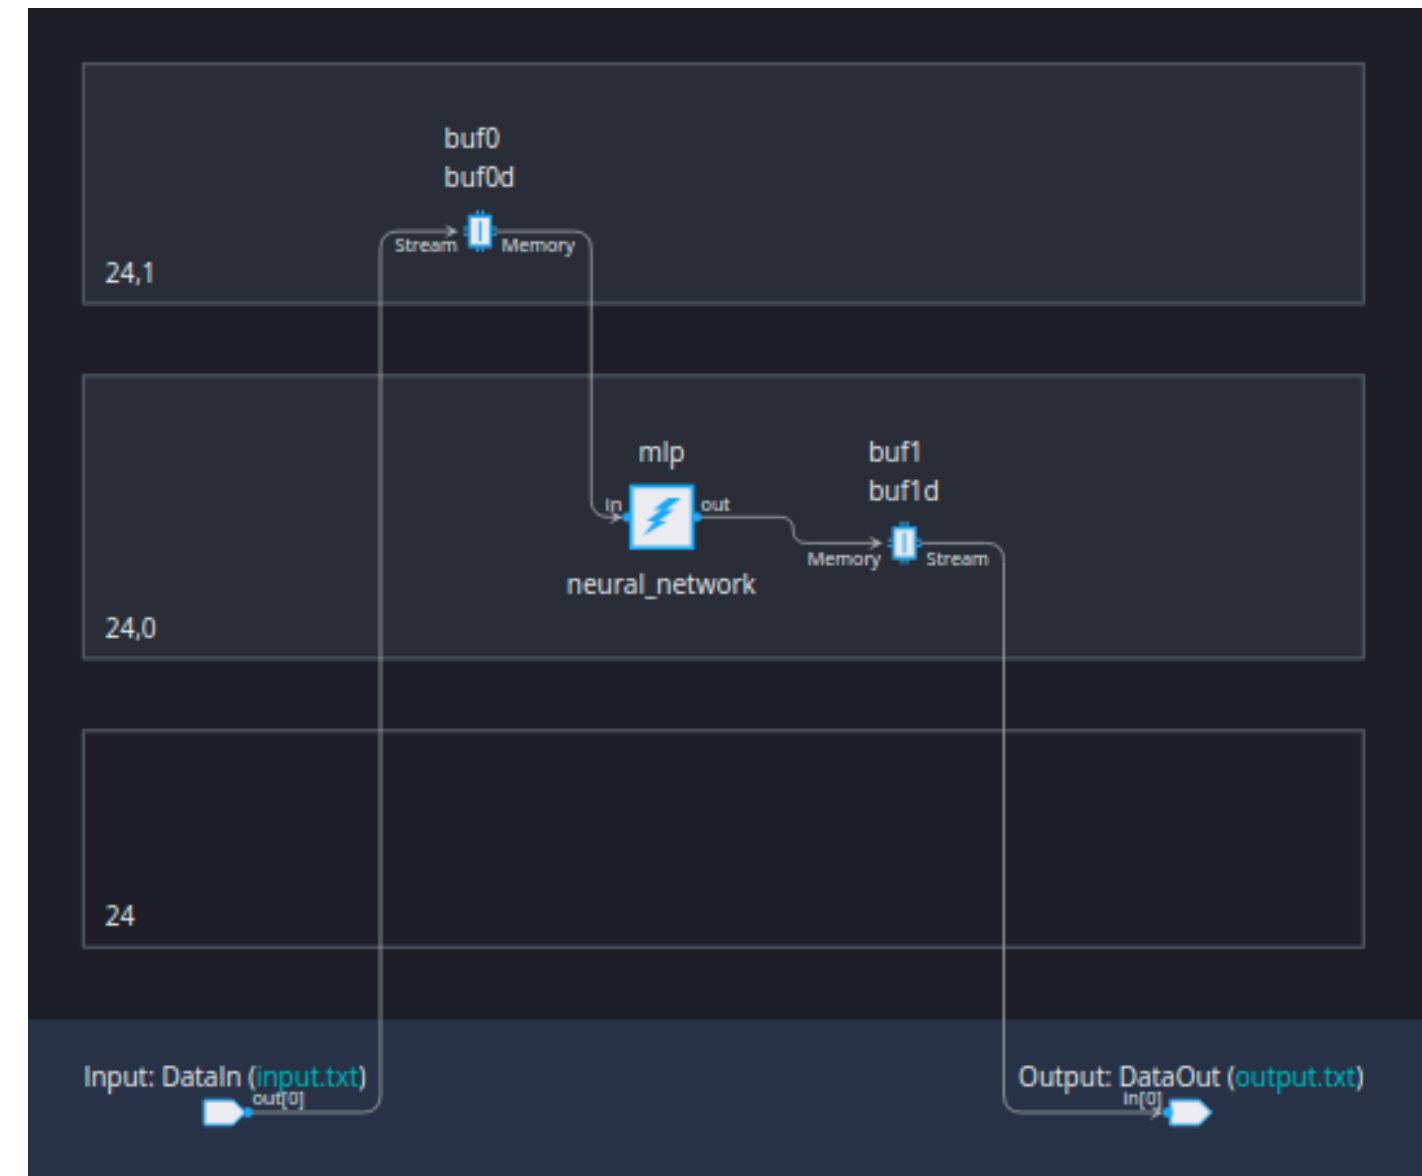 buf0
buf0d
Stream
Memory
24,1
mlp
buf1
buf1d
in
out
Memory
Stream
neural_network
24,0
24
Input: DataIn (input.txt)
out[0]
Output: DataOut (output.txt)
in[0]